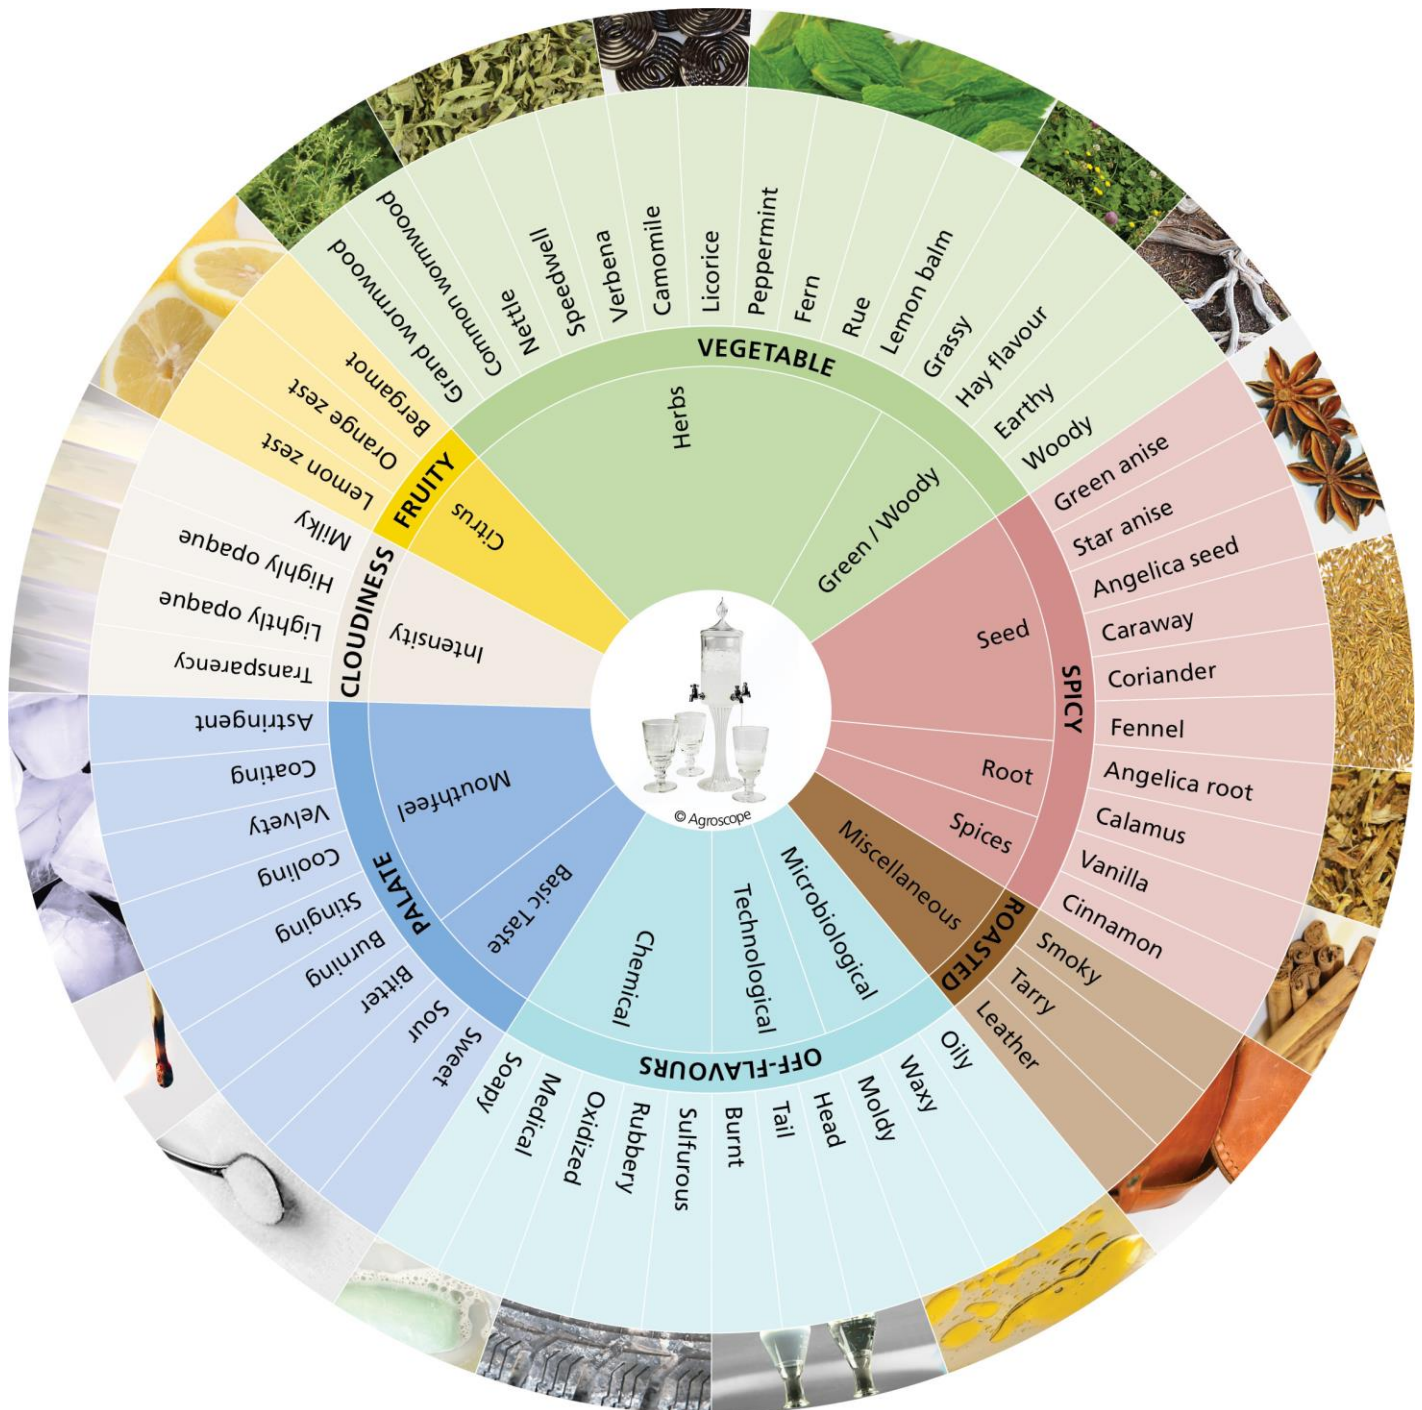 VEGETABLE
Herbs
Grand wormwood
Common wormwood
Nettle
Speedwell
Verbena
Camomile
Licorice
Peppermint
Fern
Rue
Lemon balm
Green / Woody
Grassy
Hay flavour
Earthy
Woody
SPICY
Seed
Green anise
Star anise
Angelica seed
Caraway
Coriander
Fennel
Root
Angelica root
Calamus
Spices
Vanilla
Cinnamon
ROASTED
Miscellaneous
Smoky
Tarry
Leather
OFF-FLAVOURS
Microbiological
Oily
Waxy
Moldy
Technological
Head
Tail
Burnt
Chemical
Sulfurous
Rubbery
Oxidized
Medical
Soapy
PALATE
Basic Taste
Sweet
Sour
Bitter
Mouthfeel
Burning
Stinging
Cooling
Velvety
Coating
Astringent
CLOUDINESS
Intensity
Transparency
Lightly opaque
Highly opaque
Milky
FRUITY
Citrus
Lemon zest
Orange zest
Bergamot
© Agroscope